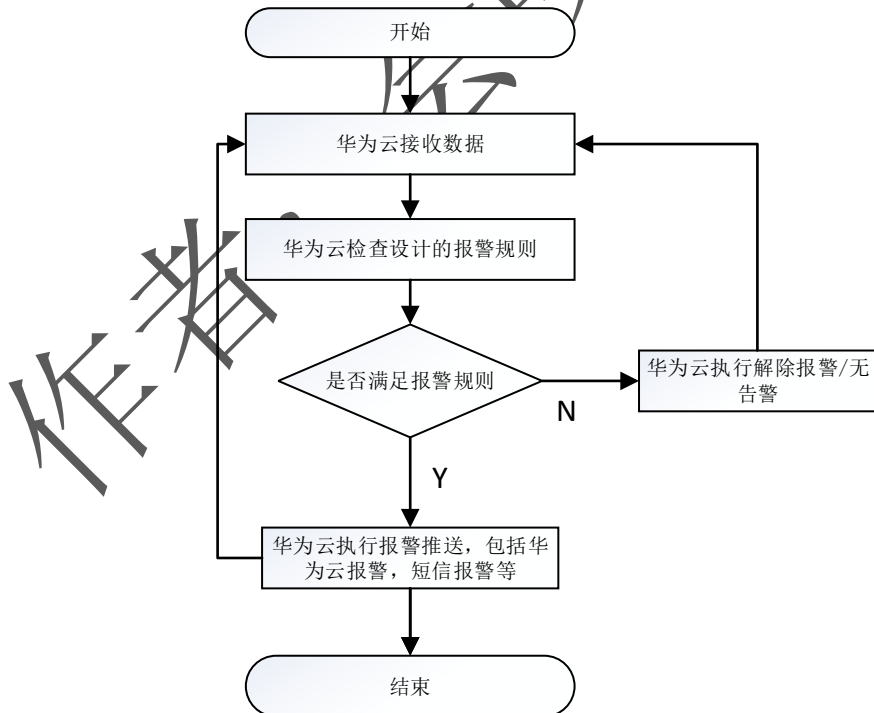 开始
华为云接收数据
华为云检查设计的报警规则
是否满足报警规则
华为云执行解除报警/无
告警
N
Y
华为云执行报警推送，包括华
为云报警，短信报警等
结束
作者：